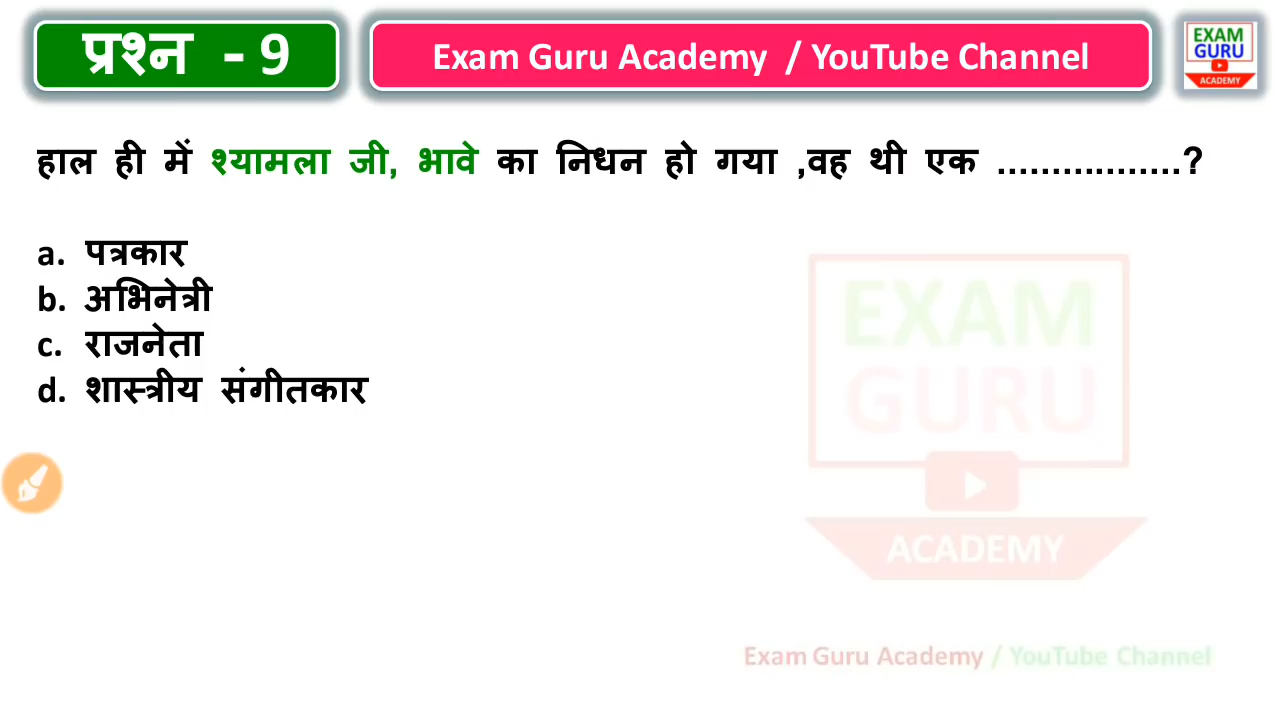 प्रश्न - 9
Exam Guru Academy / YouTube Channel
EXAM
GURU
ACADEMY
हाल ही में श्यामला जी, भावे का निधन हो गया ,वह थी एक .................?
a. पत्रकार
b. अभिनेत्री
c. राजनेता
d. शास्त्रीय संगीतकार
EXAM
GURU
ACADEMY
Exam Guru Academy / YouTube Channel